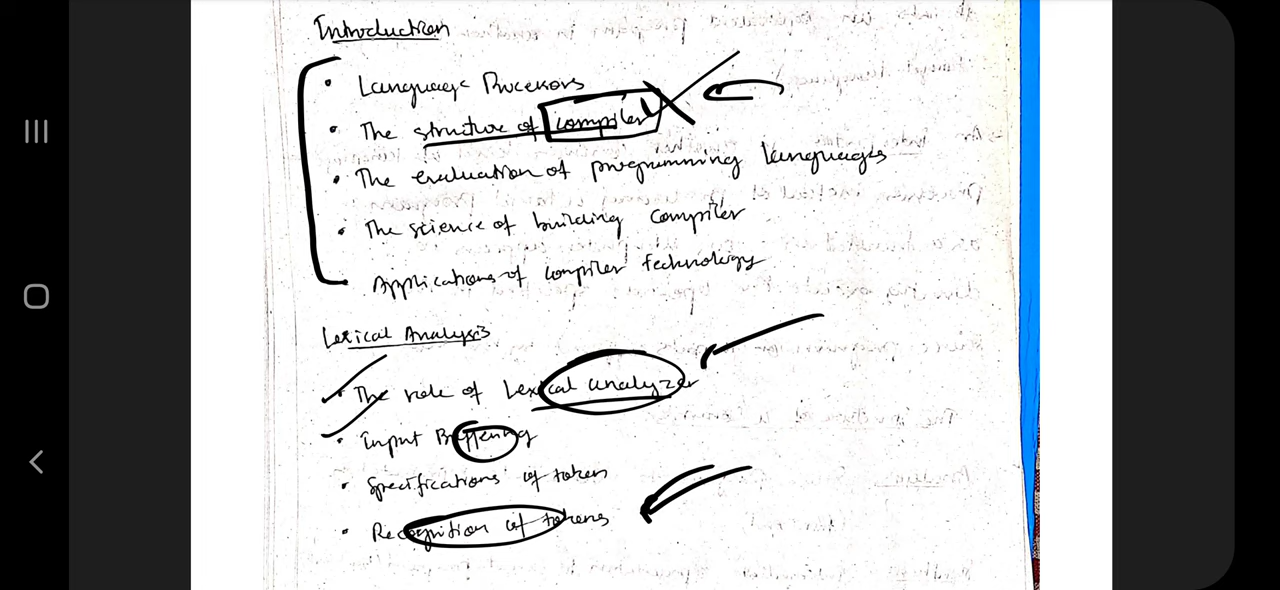 Introduction
• Language Processors
• The structure of compiler
• The evaluation of programming languages
• The science of building compiler
Applications of compiler technology
Lexical Analysis
• The role of Lexical analyzer
• Input Buffering
• Specifications of token
• Recognition of tokens